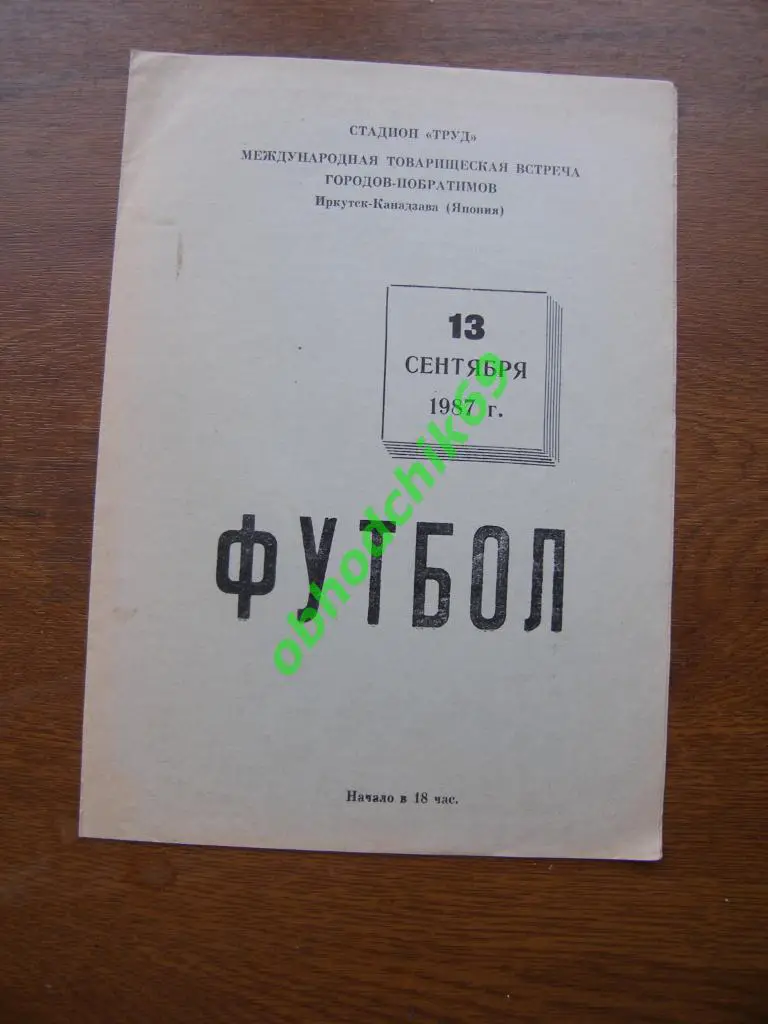 СТАДИОН «ТРУД»
МЕЖДУНАРОДНАЯ ТОВАРИЩЕСКАЯ ВСТРЕЧА
ГОРОДОВ-ПОБРАТИМОВ
Иркутск-Канадзава (Япония)
13
СЕНТЯБРЯ
1987 г.
ФУТБОЛ
obhodchik69
Начало в 18 час.